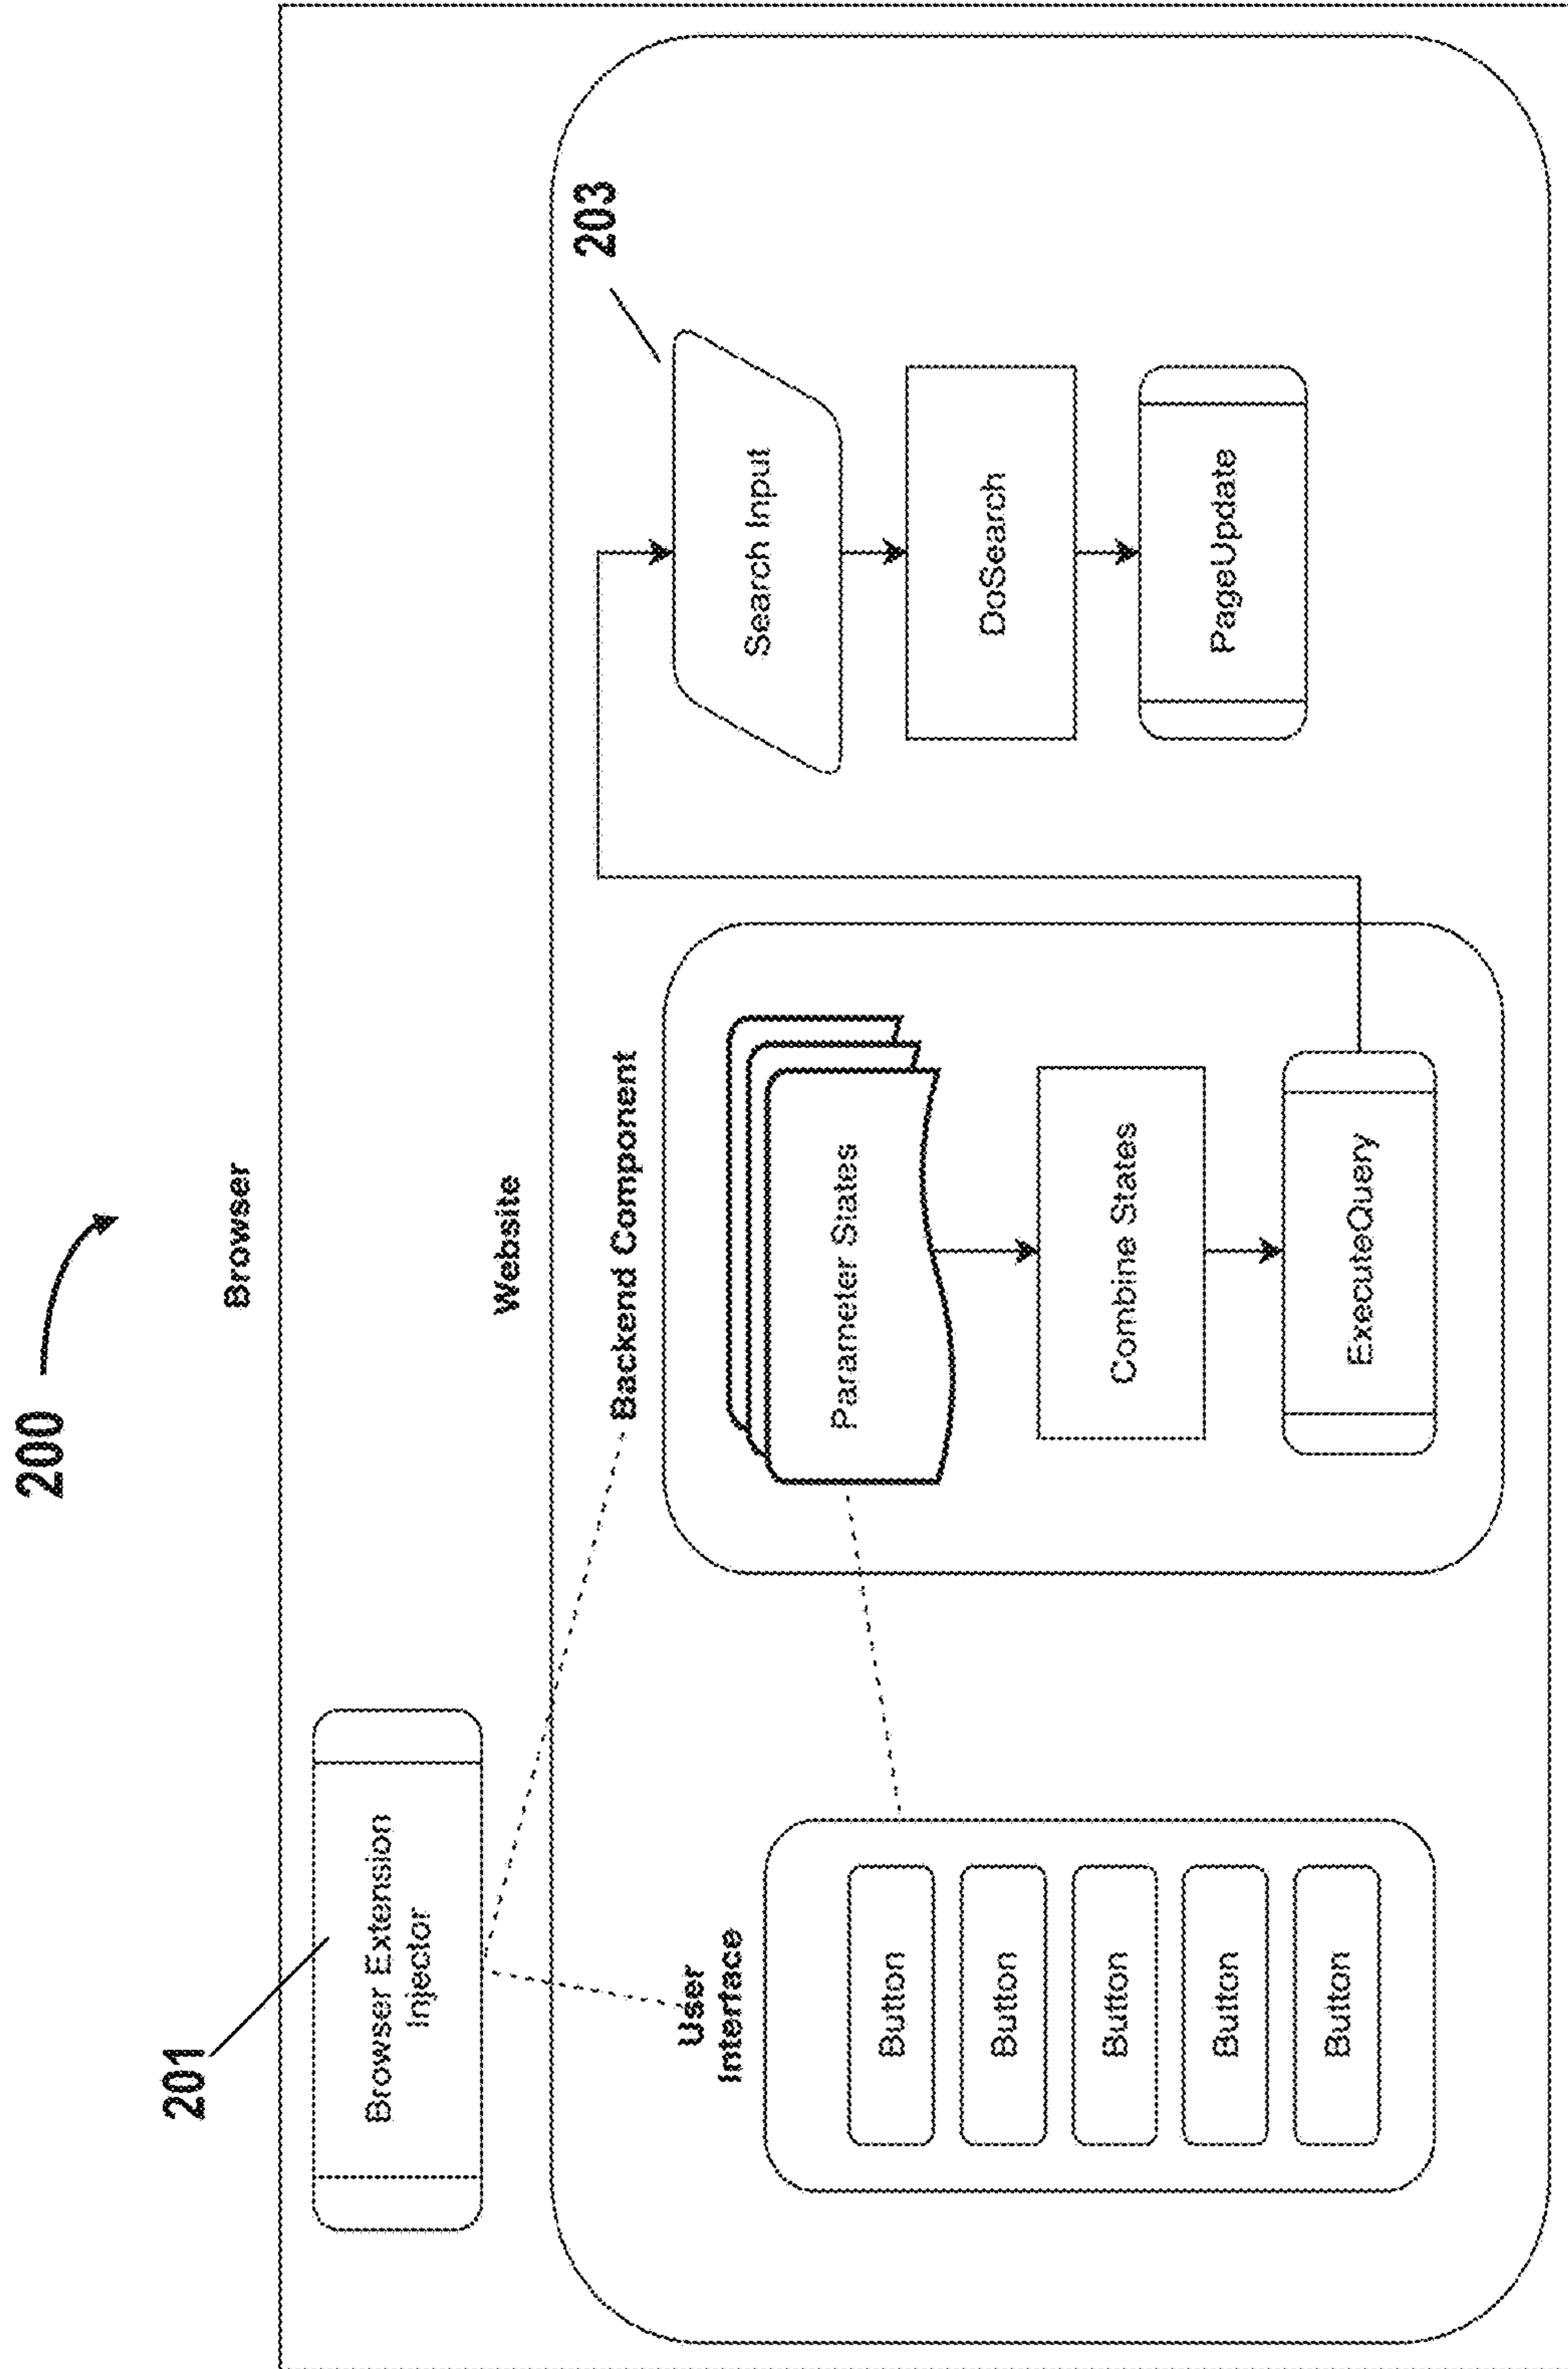 200
Browser
201
Browser Extension
Injector
Website
User
Interface
Button
Button
Button
Button
Button
Backend Component
Parameter States
Combine States
ExecuteQuery
203
Search Input
DoSearch
PageUpdate